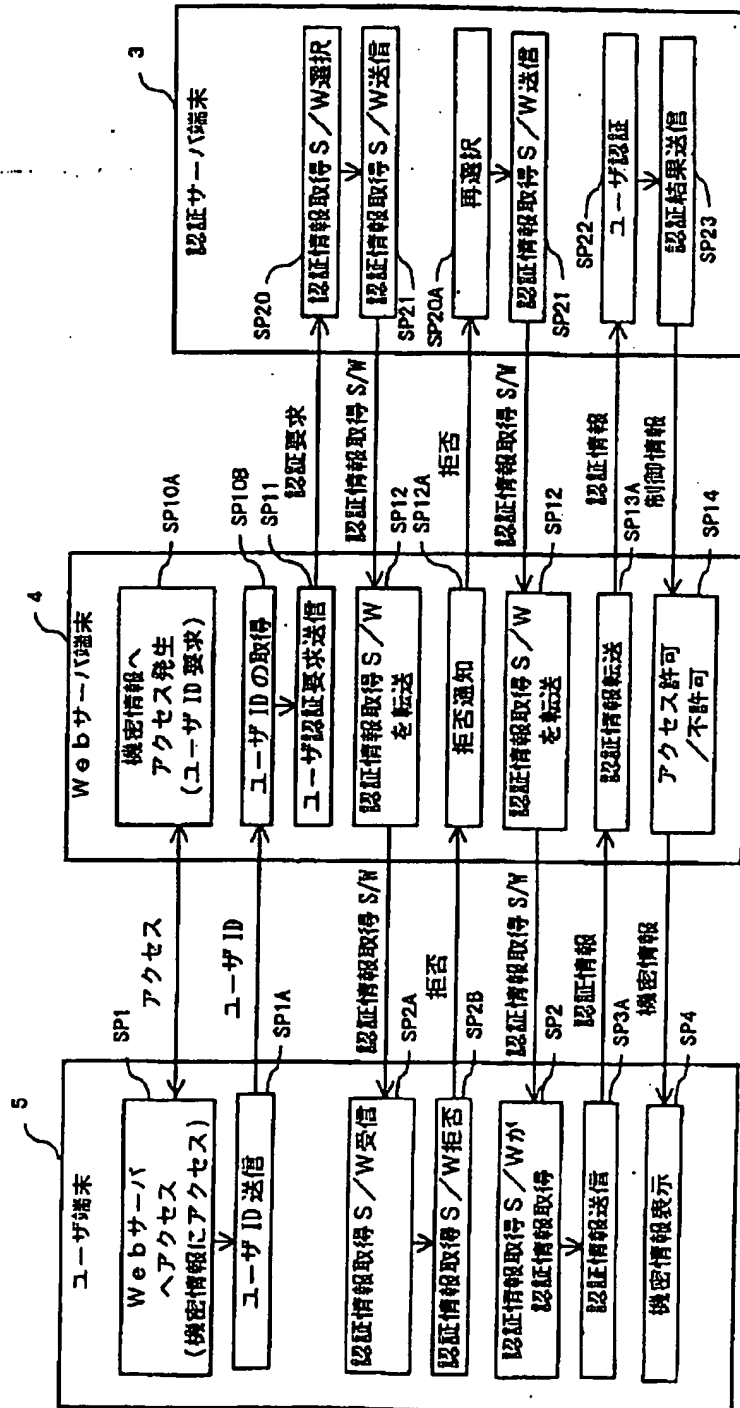 ユーザ端末
5
Webサーバ
へアクセス
(機密情報にアクセス)
SP1
ユーザID送信
SP1A
認証情報取得S/W受信
SP2A
認証情報取得S/W拒否
SP2B
認証情報取得S/Wが
認証情報取得
SP2
認証情報送信
SP3A
機密情報表示
SP4
アクセス
ユーザID
認証情報取得S/W
拒否
認証情報取得S/W
認証情報
機密情報
Webサーバ端末
4
機密情報へ
アクセス発生
(ユーザID要求)
SP10A
ユーザIDの取得
SP10B
ユーザ認証要求送信
SP11
認証情報取得S/W
を転送
SP12
拒否通知
SP12A
認証情報取得S/W
を転送
SP12
認証情報転送
SP13A
アクセス許可
/不許可
SP14
認証要求
認証情報取得S/W
拒否
認証情報取得S/W
認証情報
制御情報
認証サーバ端末
3
SP20
認証情報取得S/W選択
認証情報取得S/W送信
SP21
SP20A
再選択
認証情報取得S/W送信
SP21
SP22
ユーザ認証
認証結果送信
SP23